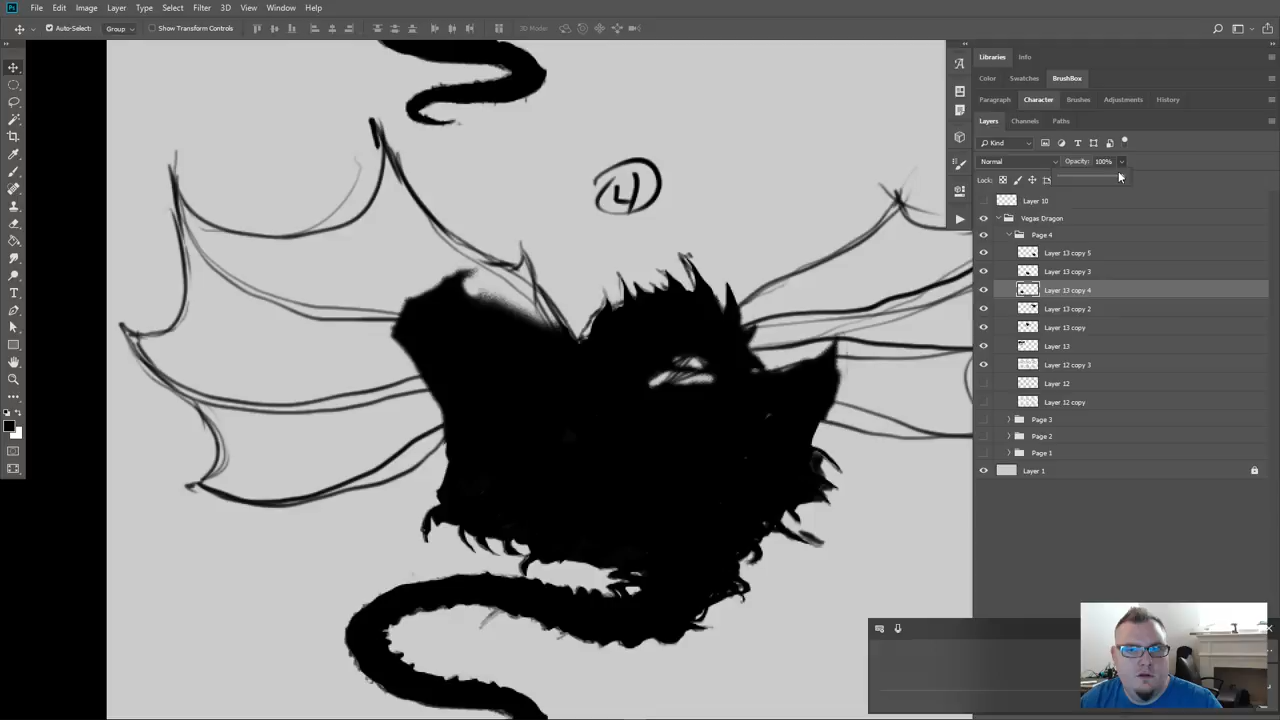 Ps File Edit Image Layer Type Select Filter 3D View Window Help
Auto-Select: Group Show Transform Controls 3D Mode:
Libraries Info
Color Swatches BrushBox
Paragraph Character Brushes Adjustments History
Layers Channels Paths
Kind
Normal Opacity: 100%
Lock:
Layer 10
Vegas Dragon
Page 4
Layer 13 copy 5
Layer 13 copy 3
Layer 13 copy 4
Layer 13 copy 2
Layer 13 copy
Layer 13
Layer 12 copy 3
Layer 12
Layer 12 copy
Page 3
Page 2
Page 1
Layer 1
4